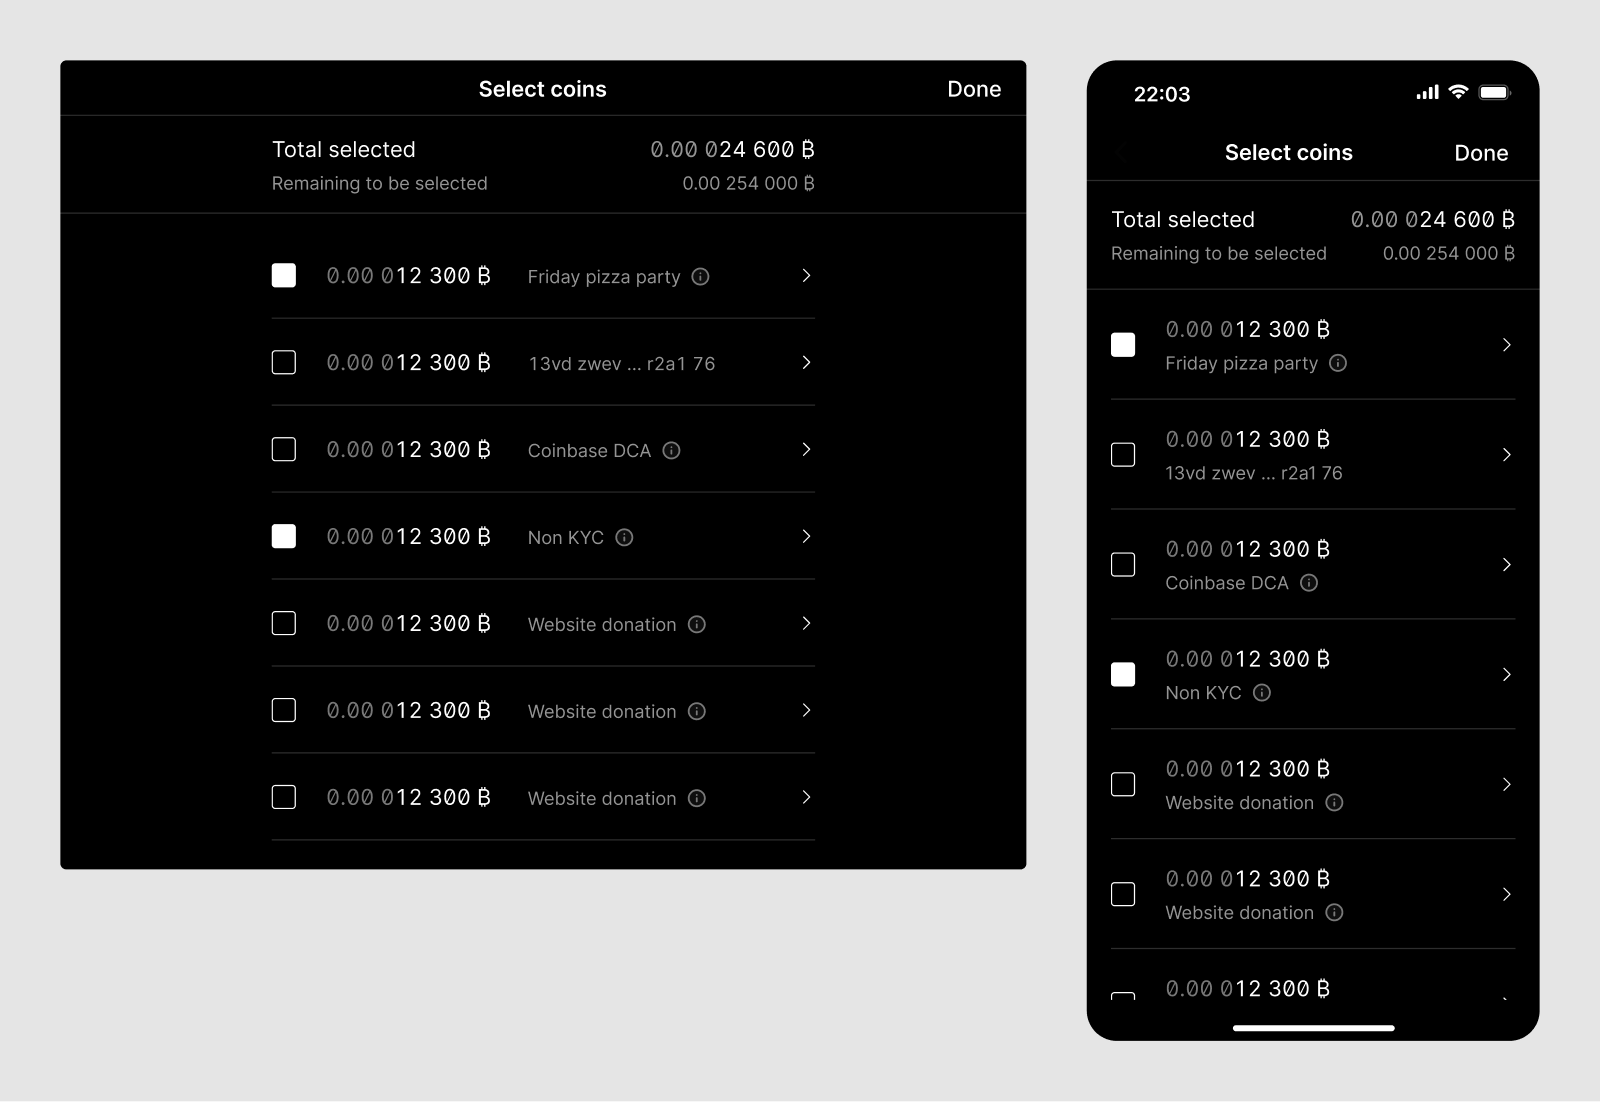 Select coins Done
Total selected 0.00 024 600 ₿
Remaining to be selected 0.00 254 000 ₿
0.00 012 300 ₿ Friday pizza party
0.00 012 300 ₿ 13vd zwev ... r2a1 76
0.00 012 300 ₿ Coinbase DCA
0.00 012 300 ₿ Non KYC
0.00 012 300 ₿ Website donation
0.00 012 300 ₿ Website donation
0.00 012 300 ₿ Website donation
22:03
Select coins Done
Total selected 0.00 024 600 ₿
Remaining to be selected 0.00 254 000 ₿
0.00 012 300 ₿
Friday pizza party
0.00 012 300 ₿
13vd zwev ... r2a1 76
0.00 012 300 ₿
Coinbase DCA
0.00 012 300 ₿
Non KYC
0.00 012 300 ₿
Website donation
0.00 012 300 ₿
Website donation
0.00 012 300 ₿